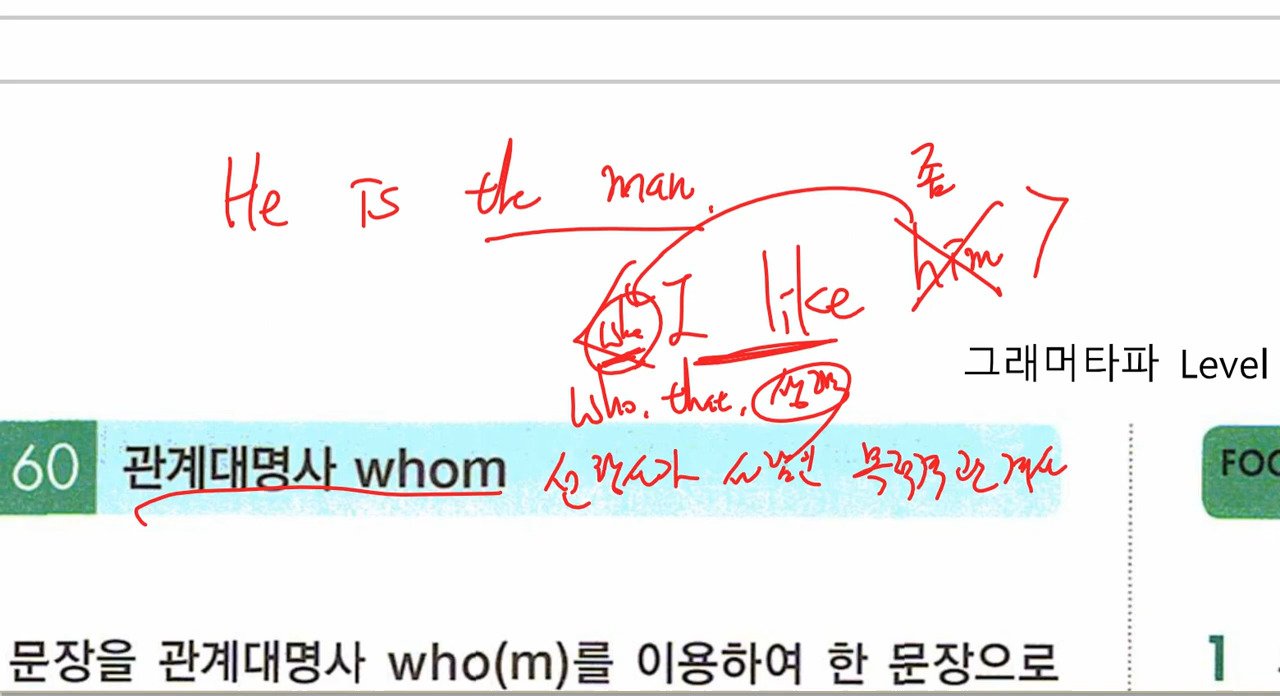 He is the man.
who I like him
그래머타파 Level
who. that. 생략
60 관계대명사 whom 선행사가 사람인 목적격관계사
문장을 관계대명사 who(m)를 이용하여 한 문장으로
1